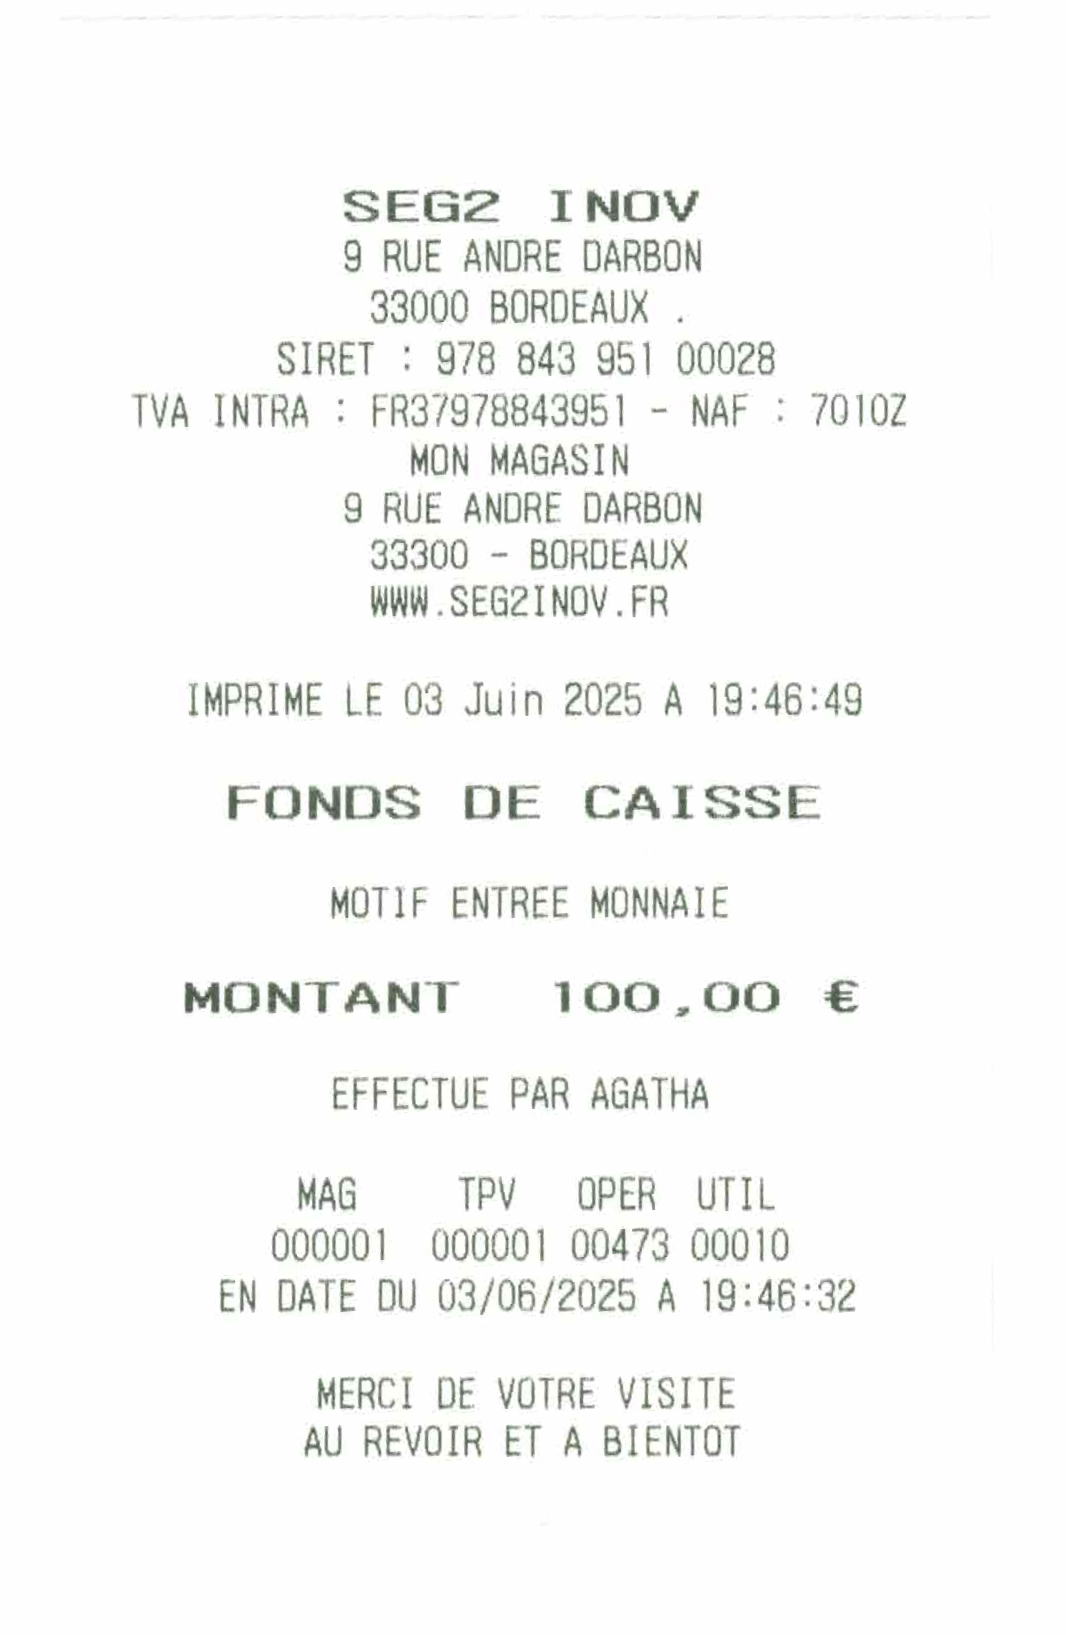 SEG2 INOV
9 RUE ANDRE DARBON
33000 BORDEAUX .
SIRET : 978 843 951 00028
TVA INTRA : FR37978843951 - NAF : 7010Z
MON MAGASIN
9 RUE ANDRE DARBON
33300 - BORDEAUX
WWW.SEG2INOV.FR
IMPRIME LE 03 Juin 2025 A 19:46:49
FONDS DE CAISSE
MOTIF ENTREE MONNAIE
MONTANT 100,00 €
EFFECTUE PAR AGATHA
MAG TPV OPER UTIL
000001 000001 00473 00010
EN DATE DU 03/06/2025 A 19:46:32
MERCI DE VOTRE VISITE
AU REVOIR ET A BIENTOT